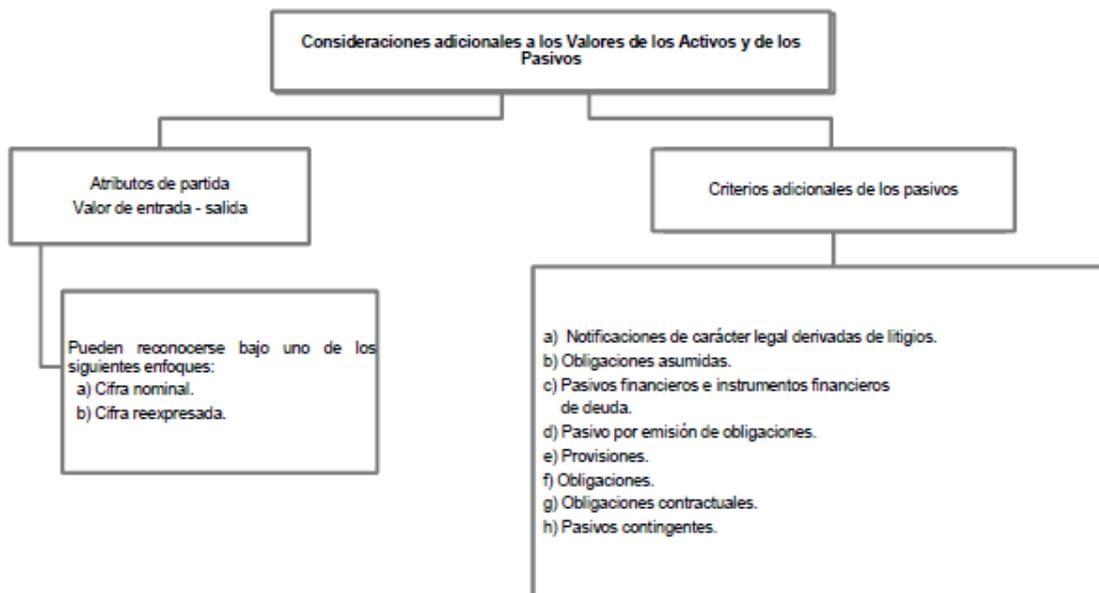 Consideraciones adicionales a los Valores de los Activos y de los
Pasivos
Atributos de partida
Valor de entrada - salida
Criterios adicionales de los pasivos
Pueden reconocerse bajo uno de los
siguientes enfoques:
a) Cifra nominal.
b) Cifra reexpresada.
a) Notificaciones de carácter legal derivadas de litigios.
b) Obligaciones asumidas.
c) Pasivos financieros e instrumentos financieros
de deuda.
d) Pasivo por emisión de obligaciones.
e) Provisiones.
f) Obligaciones.
g) Obligaciones contractuales.
h) Pasivos contingentes.